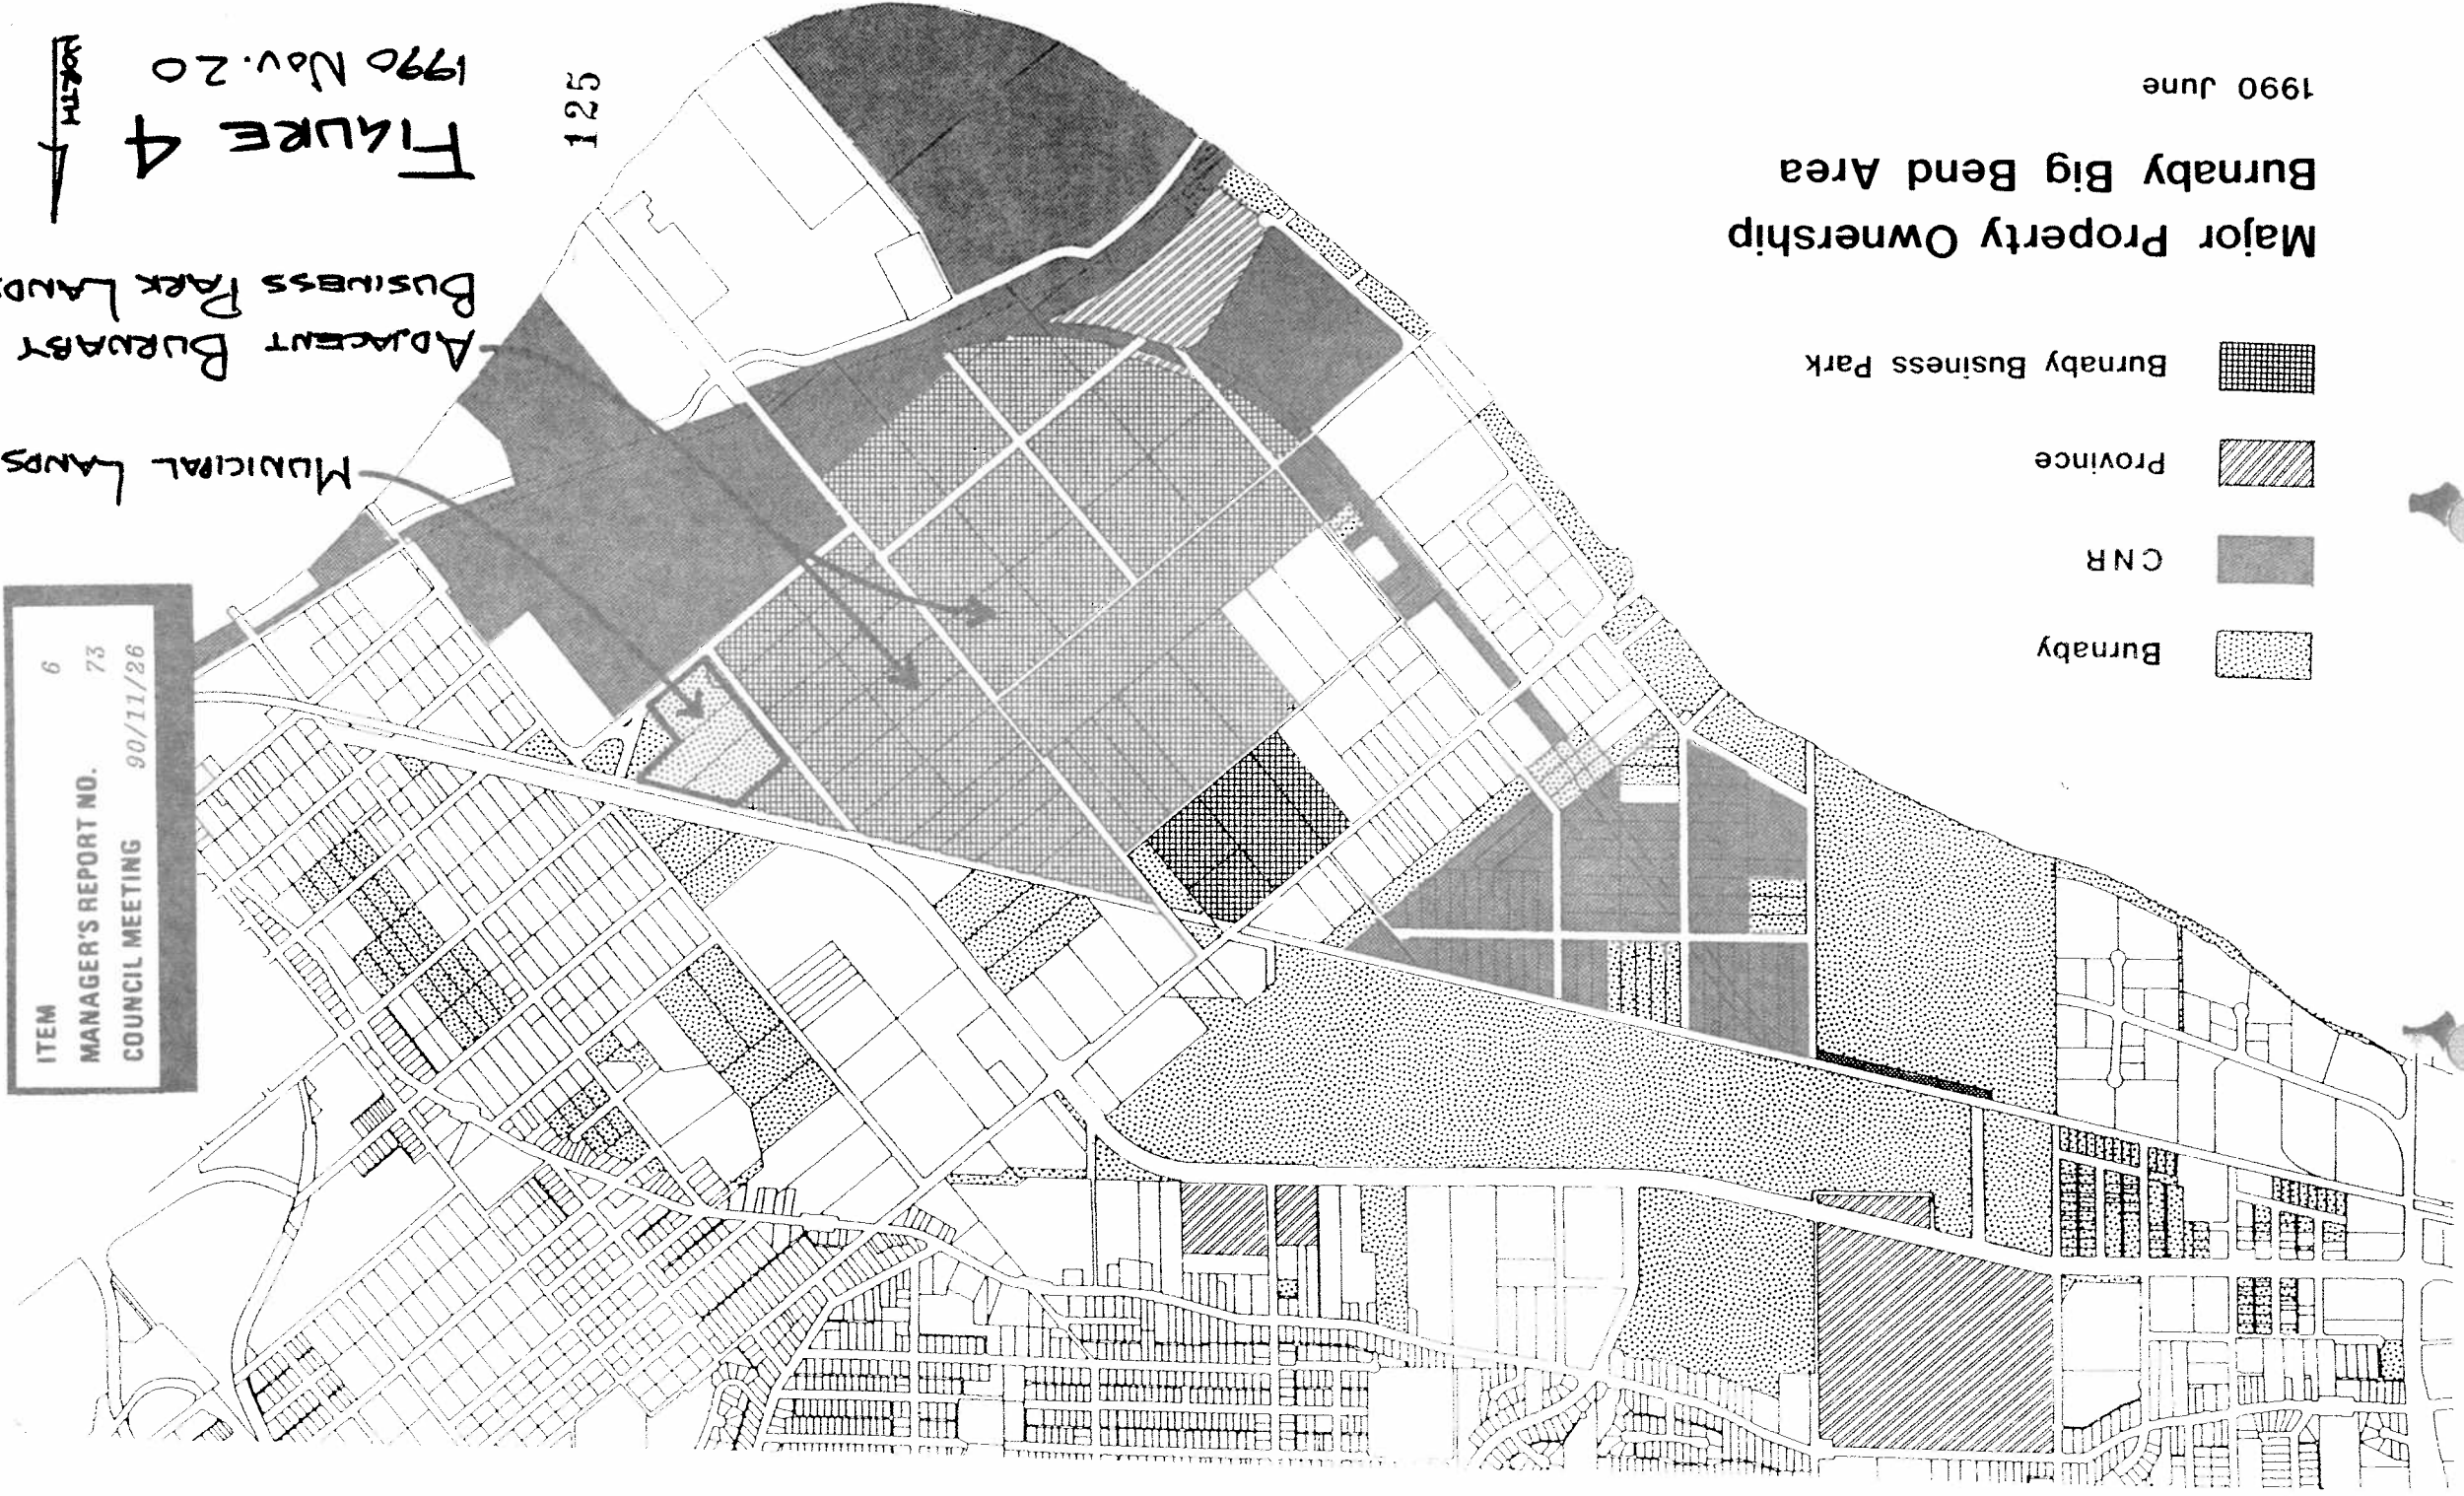 Major Property Ownership
Burnaby Big Bend Area
1990 June
Burnaby
CNR
Province
Burnaby Business Park
MUNICIPAL LANDS
ADJACENT BURNABY
BUSINESS PARK LANDS
FIGURE 4
1990 NOV. 20
NORTH
125
ITEM 6
MANAGER'S REPORT NO. 73
COUNCIL MEETING 90/11/26